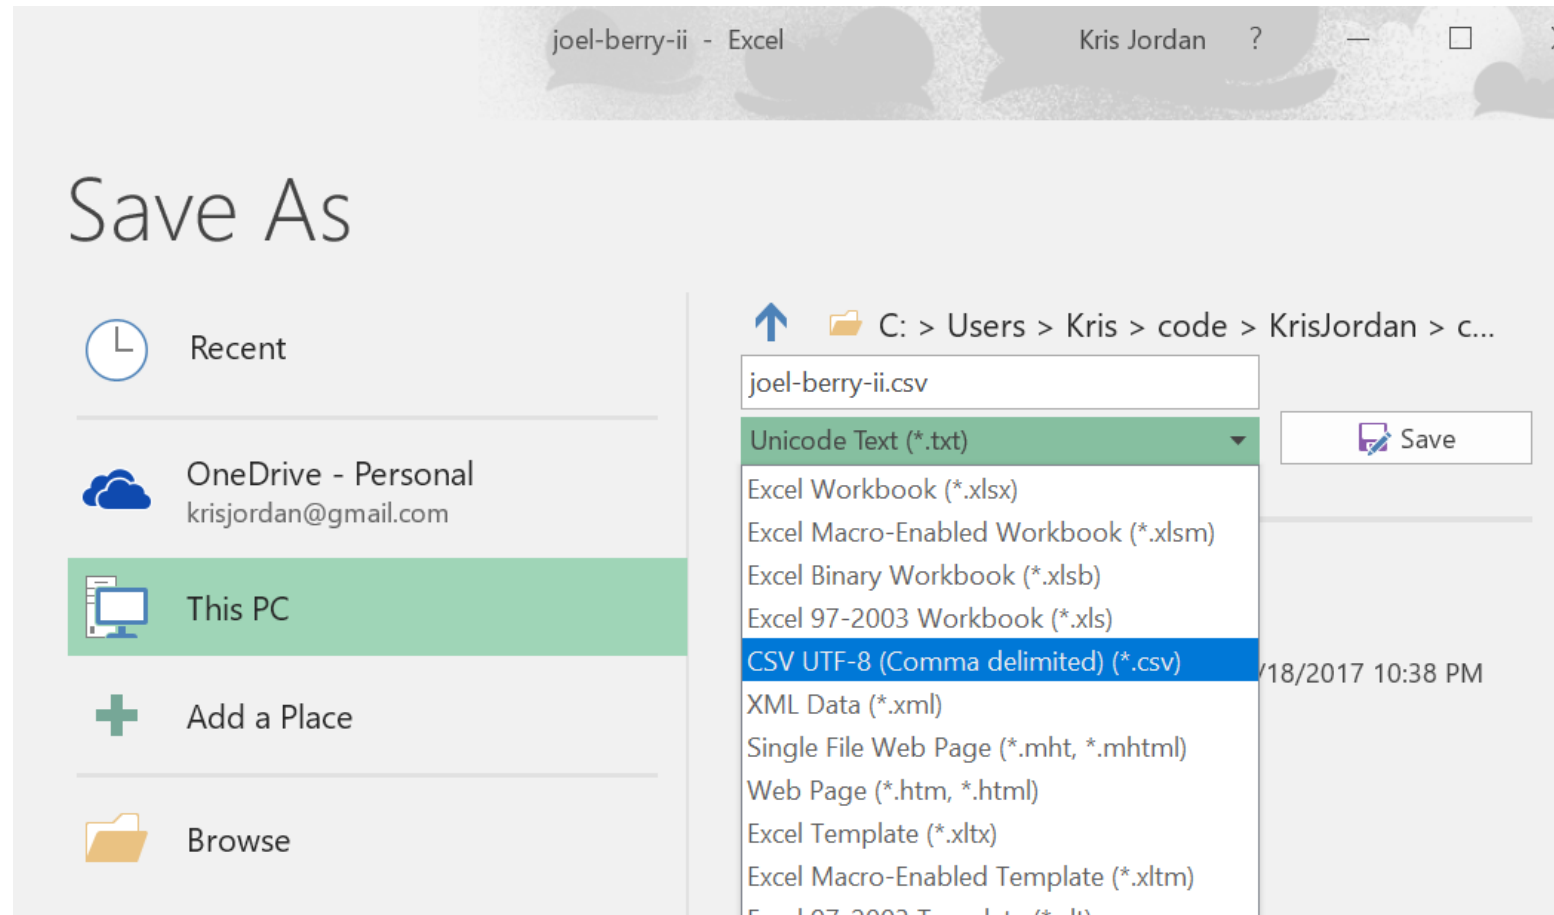 joel-berry-ii - Excel
Kris Jordan ?
Save As
Recent
OneDrive - Personal
krisjordan@gmail.com
This PC
Add a Place
Browse
C: > Users > Kris > code > KrisJordan > c...
joel-berry-ii.csv
Unicode Text (*.txt)
Save
Excel Workbook (*.xlsx)
Excel Macro-Enabled Workbook (*.xlsm)
Excel Binary Workbook (*.xlsb)
Excel 97-2003 Workbook (*.xls)
CSV UTF-8 (Comma delimited) (*.csv)
/18/2017 10:38 PM
XML Data (*.xml)
Single File Web Page (*.mht, *.mhtml)
Web Page (*.htm, *.html)
Excel Template (*.xltx)
Excel Macro-Enabled Template (*.xltm)